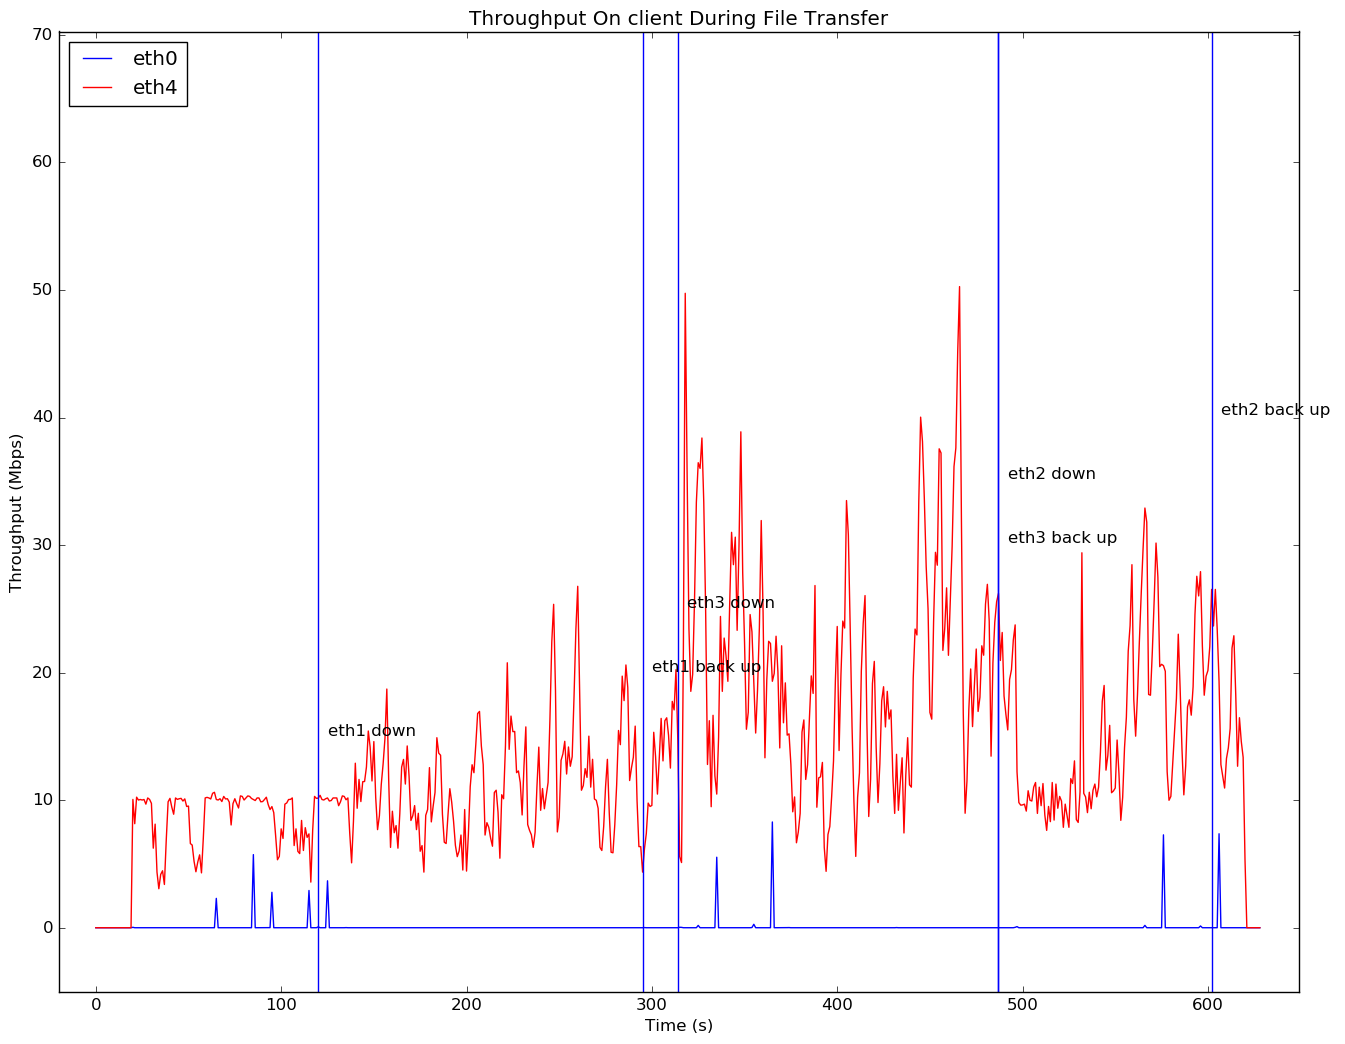 Throughput On client During File Transfer
70
eth0
eth4
60
50
40
eth2 back up
eth2 down
eth3 back up
30
eth3 down
eth1 back up
20
eth1 down
10
0
Throughput (Mbps)
0 100 200 300 400 500 600
Time (s)